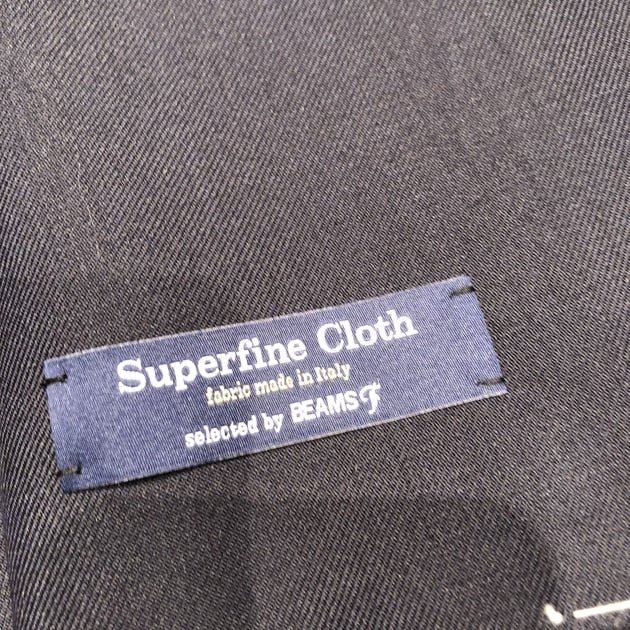 Superfine Cloth
fabric made in Italy
selected by BEAMS F